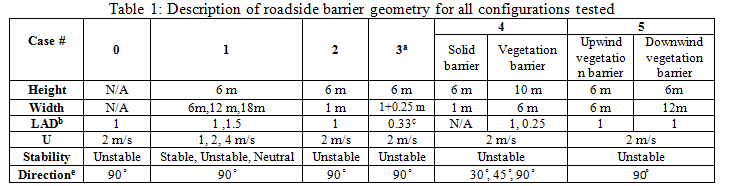 Table 1: Description of roadside barrier geometry for all configurations tested
Case # 0 1 2 3ᵃ 4 5
Solid barrier Vegetation barrier Upwind vegetatio n barrier Downwind vegetation barrier
Height N/A 6 m 6 m 6 m 6 m 10 m 6 m 6m
Width N/A 6m,12 m,18m 1 m 1+0.25 m 1 m 6 m 6 m 12m
LADᵇ 1 1 ,1.5 1 0.33ᶜ N/A 1, 0.25 1 1
U 2 m/s 1, 2, 4 m/s 2 m/s 2 m/s 2 m/s 2 m/s
Stability Unstable Stable, Unstable, Neutral Unstable Unstable Unstable Unstable
Directionᵉ 90° 90° 90° 90° 30°, 45°, 90° 90°